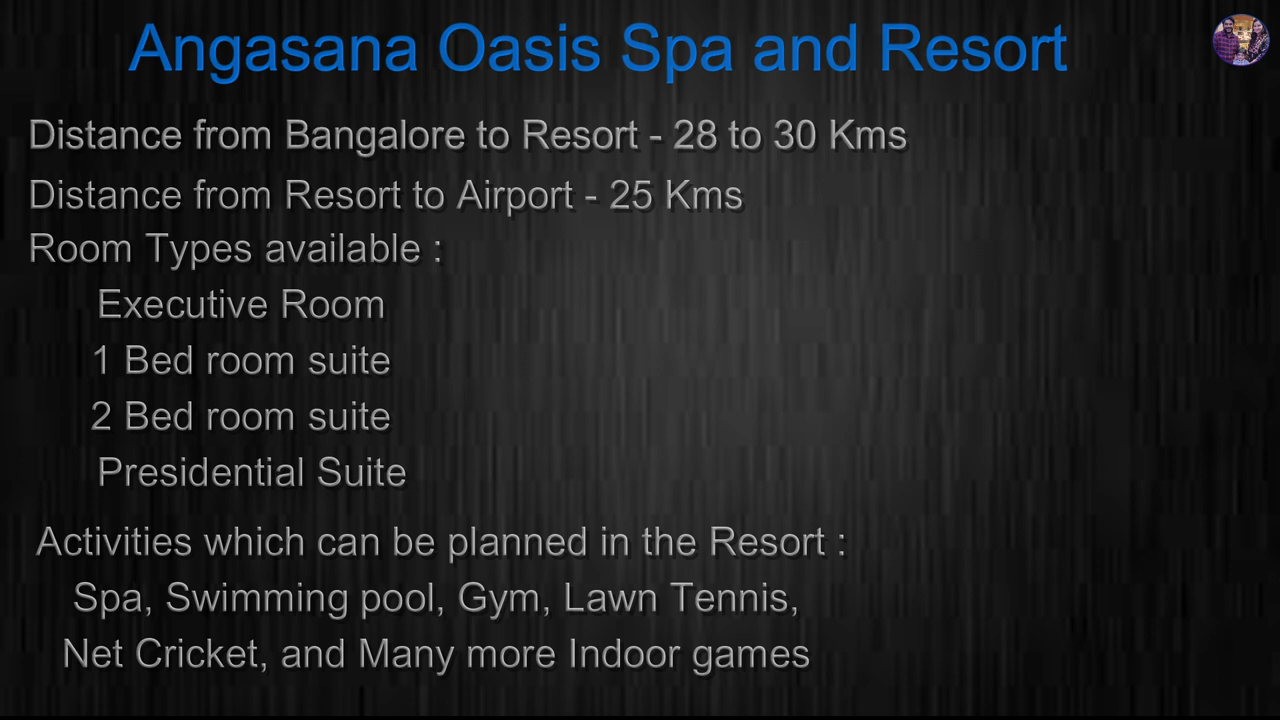 Angasana Oasis Spa and Resort
Distance from Bangalore to Resort - 28 to 30 Kms
Distance from Resort to Airport - 25 Kms
Room Types available :
Executive Room
1 Bed room suite
2 Bed room suite
Presidential Suite
Activities which can be planned in the Resort :
Spa, Swimming pool, Gym, Lawn Tennis,
Net Cricket, and Many more Indoor games